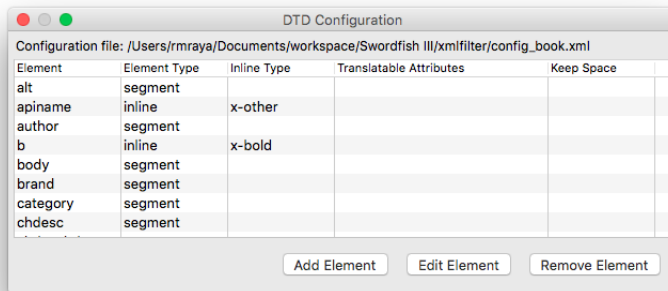 DTD Configuration
Configuration file: /Users/rmraya/Documents/workspace/Swordfish III/xmlfilter/config_book.xml
Element Element Type Inline Type Translatable Attributes Keep Space
alt segment
apiname inline x-other
author segment
b inline x-bold
body segment
brand segment
category segment
chdesc segment
Add Element Edit Element Remove Element